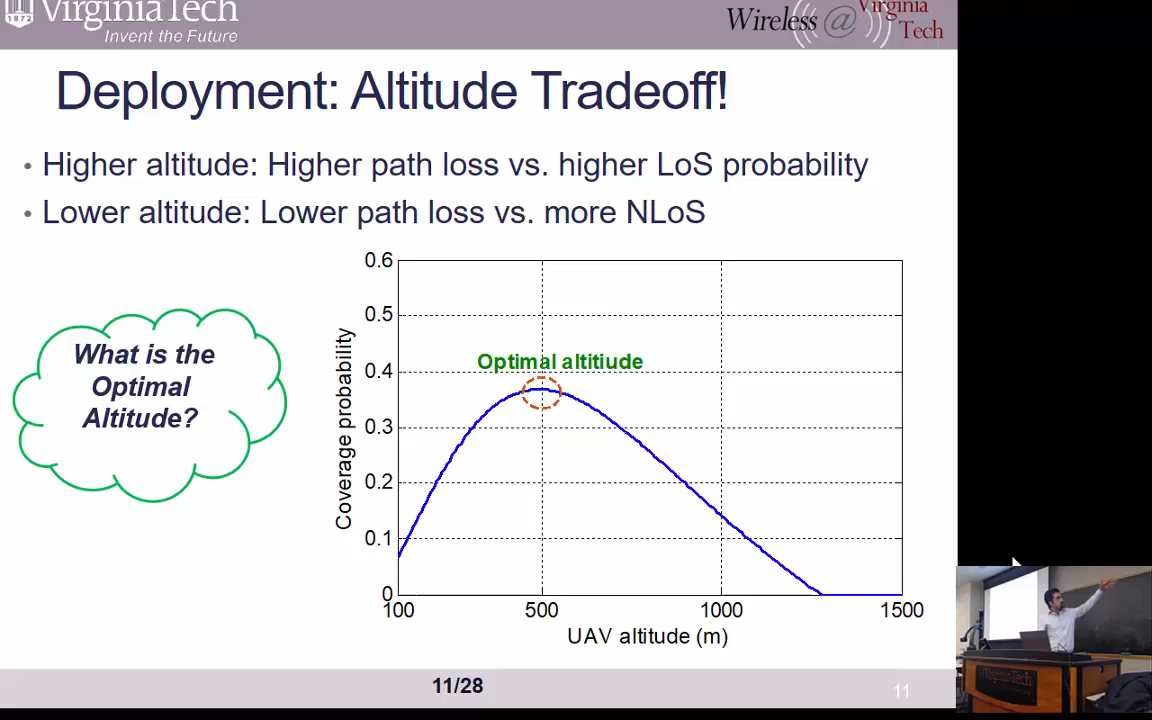 VirginiaTech
1872
Invent the Future
Wireless @ Virginia Tech
Deployment: Altitude Tradeoff!
• Higher altitude: Higher path loss vs. higher LoS probability
• Lower altitude: Lower path loss vs. more NLoS
What is the
Optimal
Altitude?
0.6
0.5
0.4
0.3
0.2
0.1
0
Coverage probability
Optimal altitiude
100 500 1000 1500
UAV altitude (m)
11/28
11
VirginiaTech